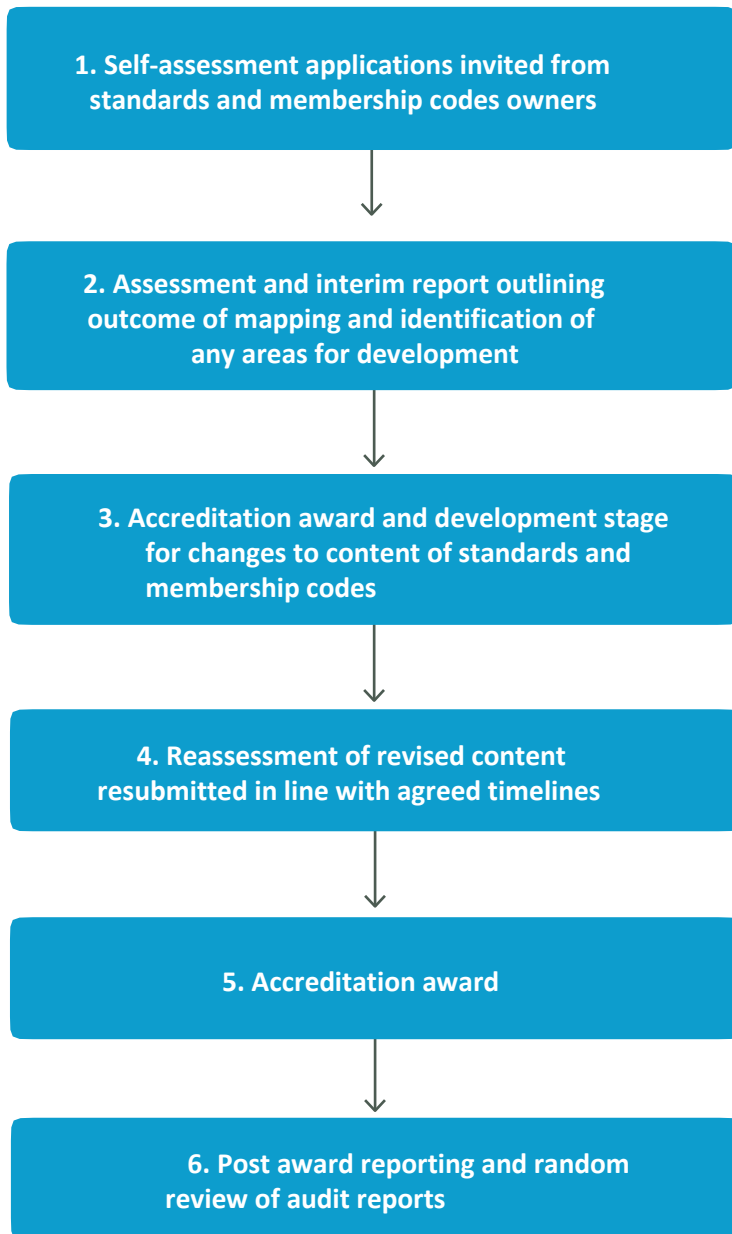 1. Self-assessment applications invited from
standards and membership codes owners
2. Assessment and interim report outlining
outcome of mapping and identification of
any areas for development
3. Accreditation award and development stage
for changes to content of standards and
membership codes
4. Reassessment of revised content
resubmitted in line with agreed timelines
5. Accreditation award
6. Post award reporting and random
review of audit reports